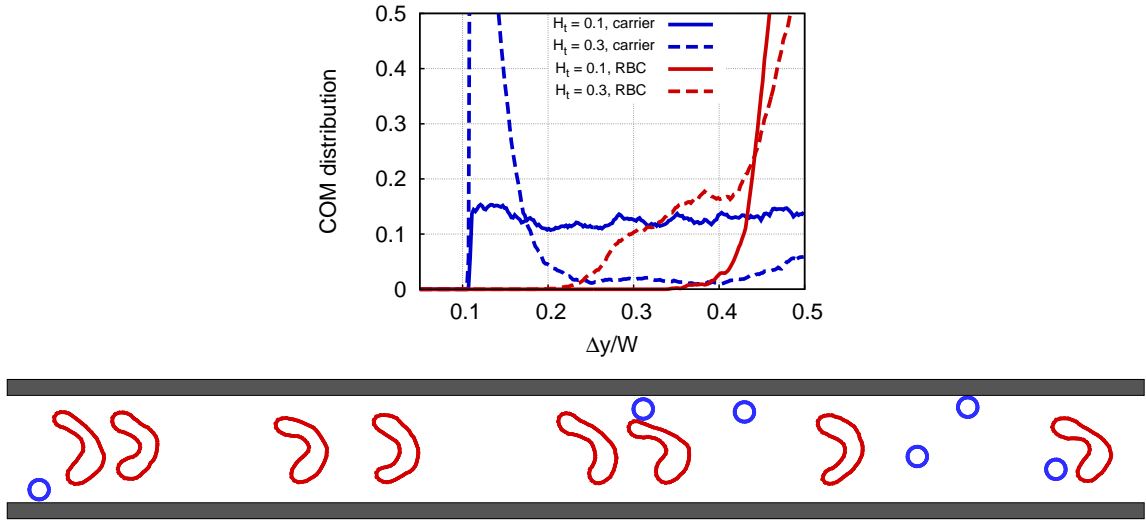 0.5
0.4
0.3
0.2
0.1
0
COM distribution
H_t = 0.1, carrier
H_t = 0.3, carrier
H_t = 0.1, RBC
H_t = 0.3, RBC
0.1 0.2 0.3 0.4 0.5
Δy/W